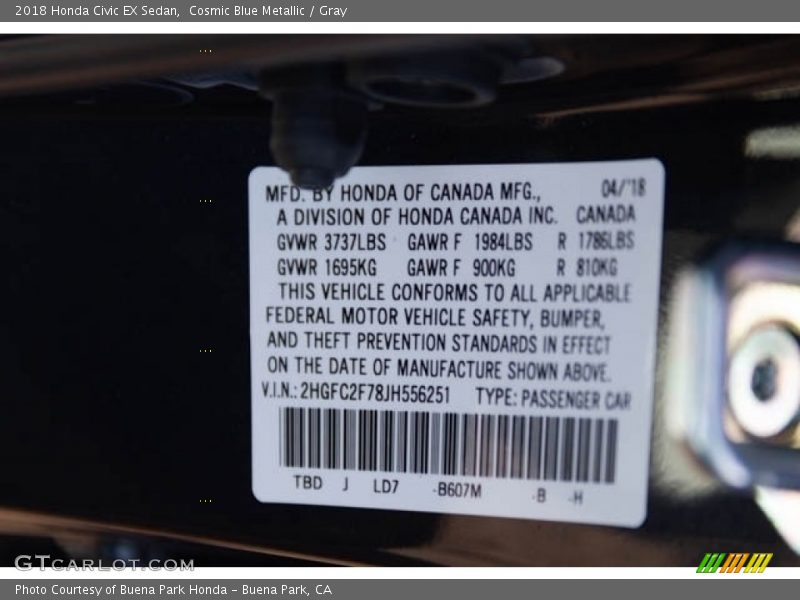 2018 Honda Civic EX Sedan, Cosmic Blue Metallic / Gray
MFD. BY HONDA OF CANADA MFG., 04/'18
A DIVISION OF HONDA CANADA INC. CANADA
GVWR 3737LBS GAWR F 1984LBS R 1786LBS
GVWR 1695KG GAWR F 900KG R 810KG
THIS VEHICLE CONFORMS TO ALL APPLICABLE
FEDERAL MOTOR VEHICLE SAFETY, BUMPER,
AND THEFT PREVENTION STANDARDS IN EFFECT
ON THE DATE OF MANUFACTURE SHOWN ABOVE.
V.I.N.: 2HGFC2F78JH556251 TYPE: PASSENGER CAR
TBD J LD7 -B607M -B -H
GTCARLOT.COM
Photo Courtesy of Buena Park Honda - Buena Park, CA